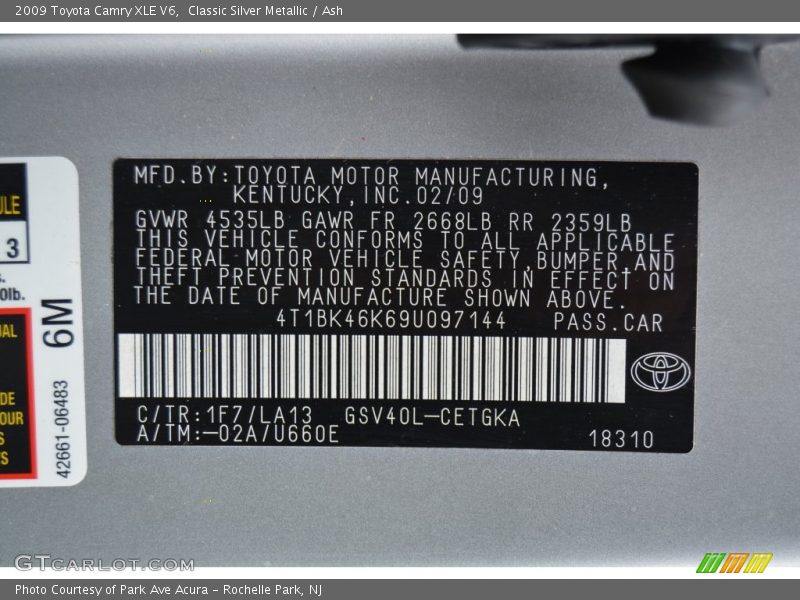 2009 Toyota Camry XLE V6, Classic Silver Metallic / Ash
MFD.BY:TOYOTA MOTOR MANUFACTURING,
KENTUCKY,INC.02/09
GVWR 4535LB GAWR FR 2668LB RR 2359LB
THIS VEHICLE CONFORMS TO ALL APPLICABLE
FEDERAL MOTOR VEHICLE SAFETY,BUMPER,AND
THEFT PREVENTION STANDARDS IN EFFECT ON
THE DATE OF MANUFACTURE SHOWN ABOVE.
4T1BK46K69U097144 PASS.CAR
C/TR:1F7/LA13 GSV40L-CETGKA
A/TM:-02A/U660E
18310
3
0lb.
6M
42661-06483
GTCARLOT.COM
Photo Courtesy of Park Ave Acura - Rochelle Park, NJ